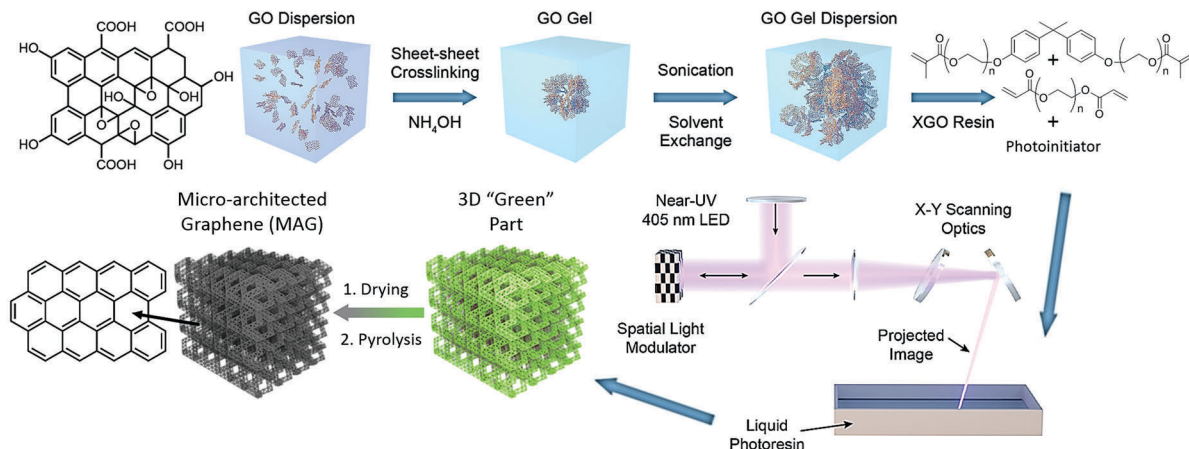 GO Dispersion
GO Gel
GO Gel Dispersion
Sheet-sheet
Crosslinking
NH₄OH
Sonication
Solvent
Exchange
XGO Resin
COOH
COOH
HO
OH
HO
O
OH
OH
O
O
HO
COOH
OH
COOH
O
O
n
O
+
O
n
O
O
O
O
n
O
O
+
Photoinitiator
Micro-architected
Graphene (MAG)
3D "Green"
Part
1. Drying
2. Pyrolysis
Near-UV
405 nm LED
X-Y Scanning
Optics
Spatial Light
Modulator
Projected
Image
Liquid
Photoresin